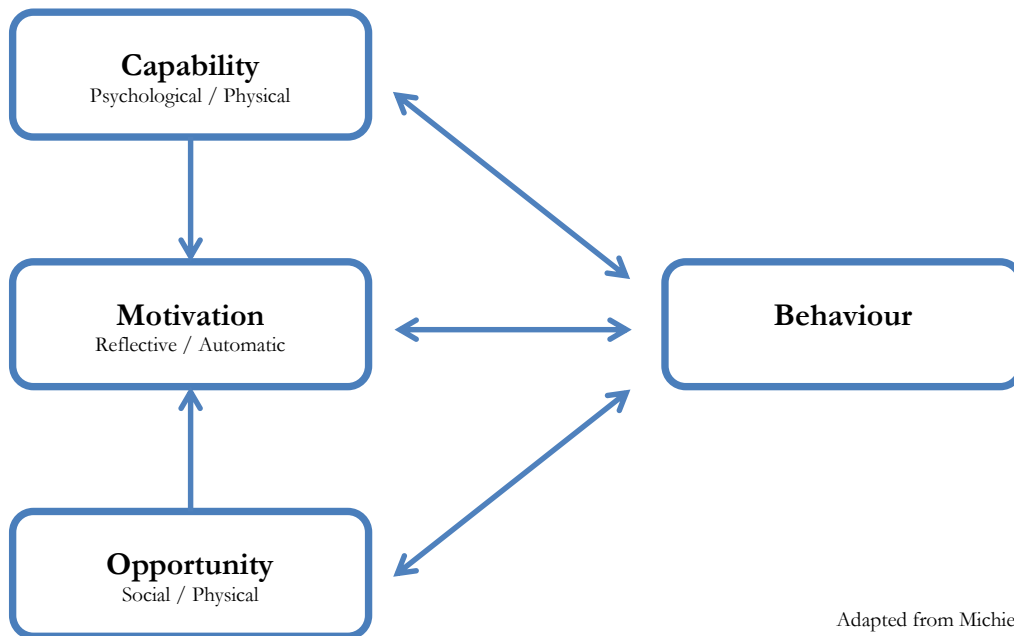 Capability
Psychological / Physical
Motivation
Reflective / Automatic
Behaviour
Opportunity
Social / Physical
Adapted from Michie